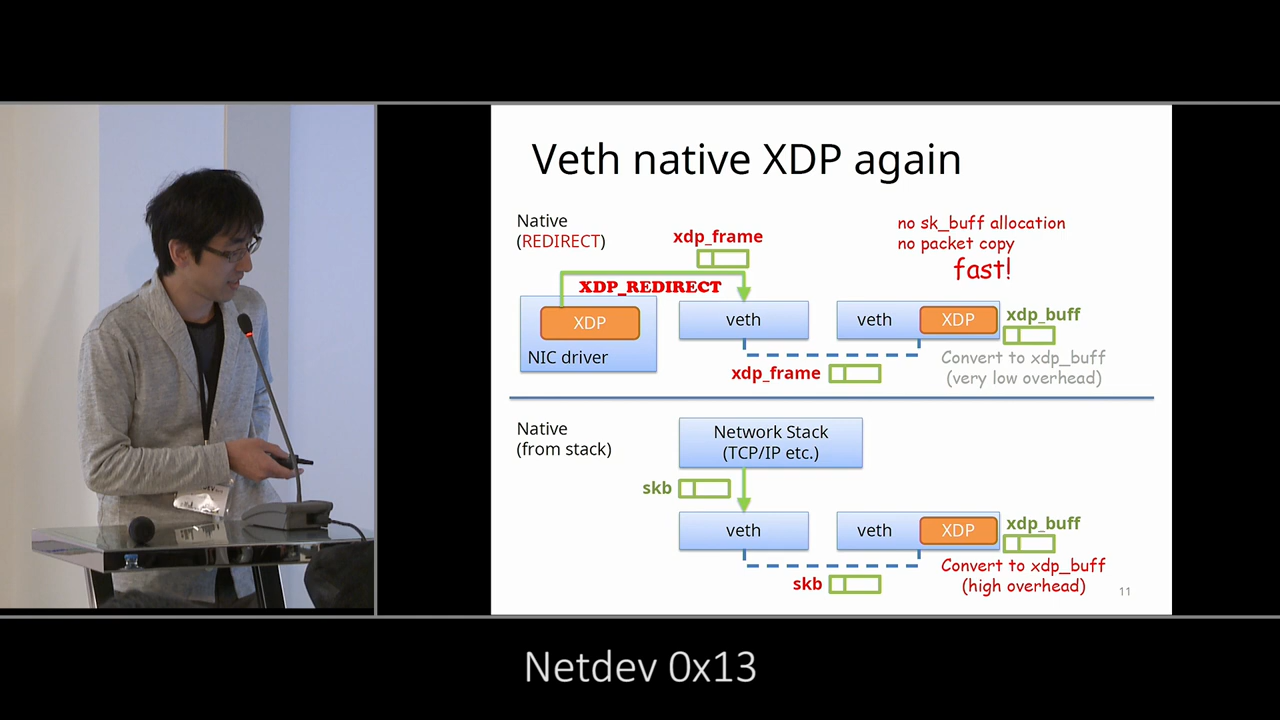 Veth native XDP again
Native
(REDIRECT)
xdp_frame
no sk_buff allocation
no packet copy
fast!
XDP_REDIRECT
XDP
NIC driver
veth
veth
XDP
xdp_buff
Convert to xdp_buff
(very low overhead)
xdp_frame
Native
(from stack)
Network Stack
(TCP/IP etc.)
skb
veth
veth
XDP
xdp_buff
Convert to xdp_buff
(high overhead)
skb
11
Netdev 0x13